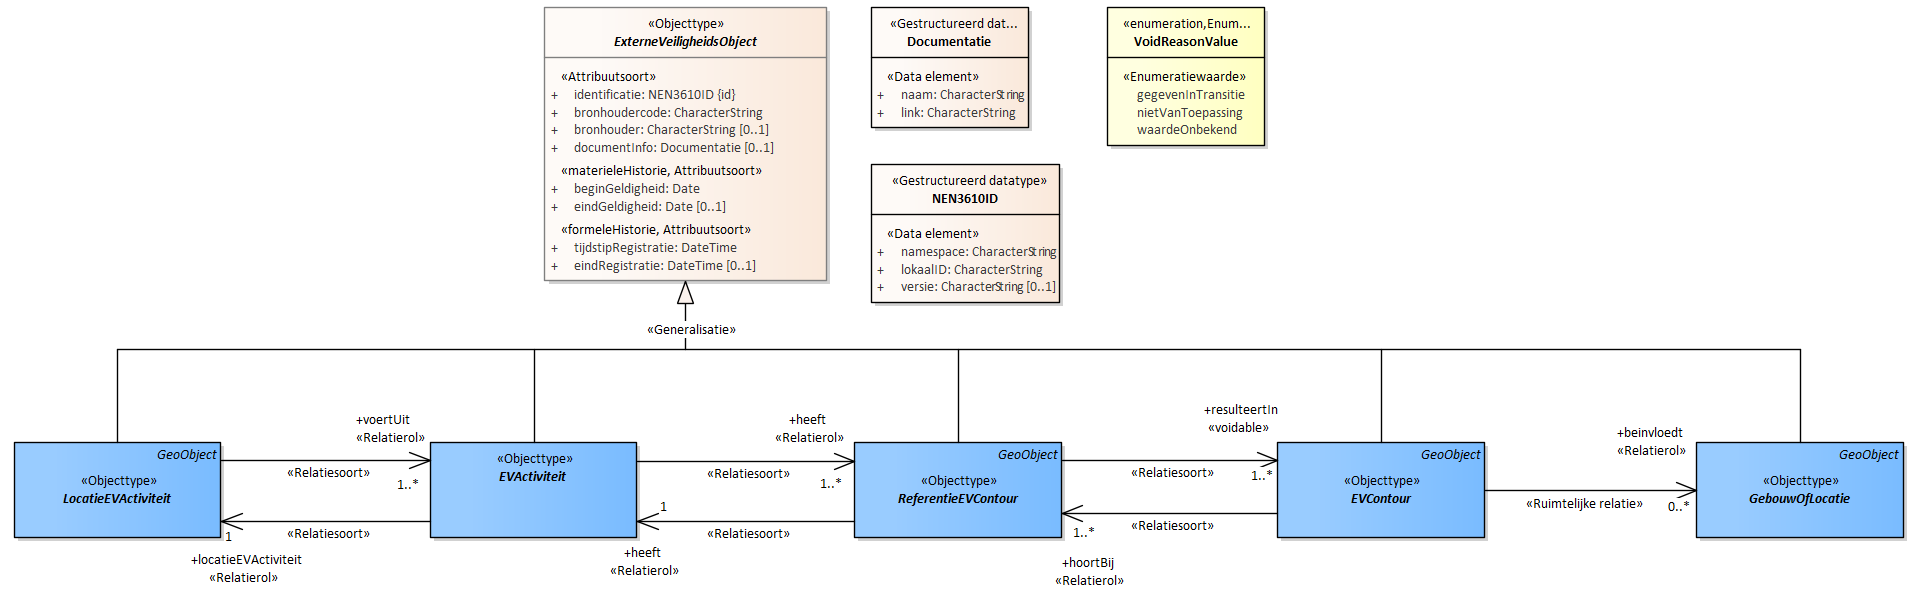 «Objecttype»
ExterneVeiligheidsObject
«Attribuutsoort»
+ identificatie: NEN3610ID {id}
+ bronhoudercode: CharacterString
+ bronhouder: CharacterString [0..1]
+ documentInfo: Documentatie [0..1]
«materieleHistorie, Attribuutsoort»
+ beginGeldigheid: Date
+ eindGeldigheid: Date [0..1]
«formeleHistorie, Attribuutsoort»
+ tijdstipRegistratie: DateTime
+ eindRegistratie: DateTime [0..1]
«Gestructureerd dat...
Documentatie
«Data element»
+ naam: CharacterString
+ link: CharacterString
«enumeration,Enum...
VoidReasonValue
«Enumeratiewaarde»
gegevenInTransitie
nietVanToepassing
waardeOnbekend
«Gestructureerd datatype»
NEN3610ID
«Data element»
+ namespace: CharacterString
+ lokaalID: CharacterString
+ versie: CharacterString [0..1]
«Generalisatie»
GeoObject
«Objecttype»
LocatieEVActiviteit
+voertUit
«Relatierol»
«Relatiesoort»
1..*
«Relatiesoort»
1
+locatieEVActiviteit
«Relatierol»
«Objecttype»
EVActiviteit
+heeft
«Relatierol»
«Relatiesoort»
1..*
1
«Relatiesoort»
+heeft
«Relatierol»
GeoObject
«Objecttype»
ReferentieEVContour
+resulteertIn
«voidable»
«Relatiesoort»
1..*
«Relatiesoort»
1..*
+hoortBij
«Relatierol»
GeoObject
«Objecttype»
EVContour
+beinvloedt
«Relatierol»
«Ruimtelijke relatie»
0..*
GeoObject
«Objecttype»
GebouwOfLocatie